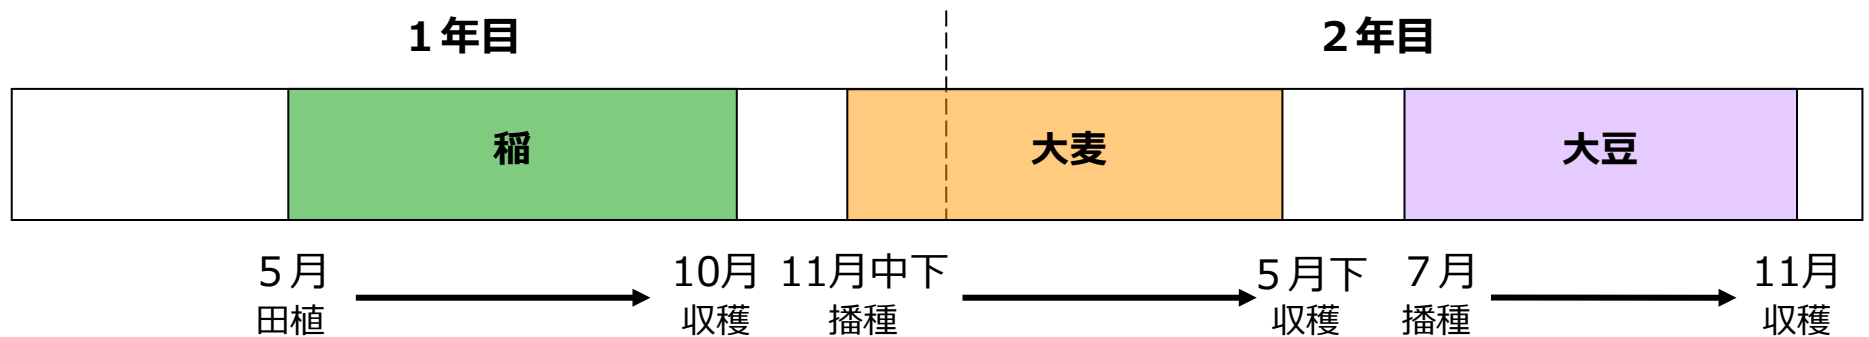 １年目
２年目
稲
大麦
大豆
５月
田植
10月
収穫
11月中下
播種
５月下
収穫
７月
播種
11月
収穫